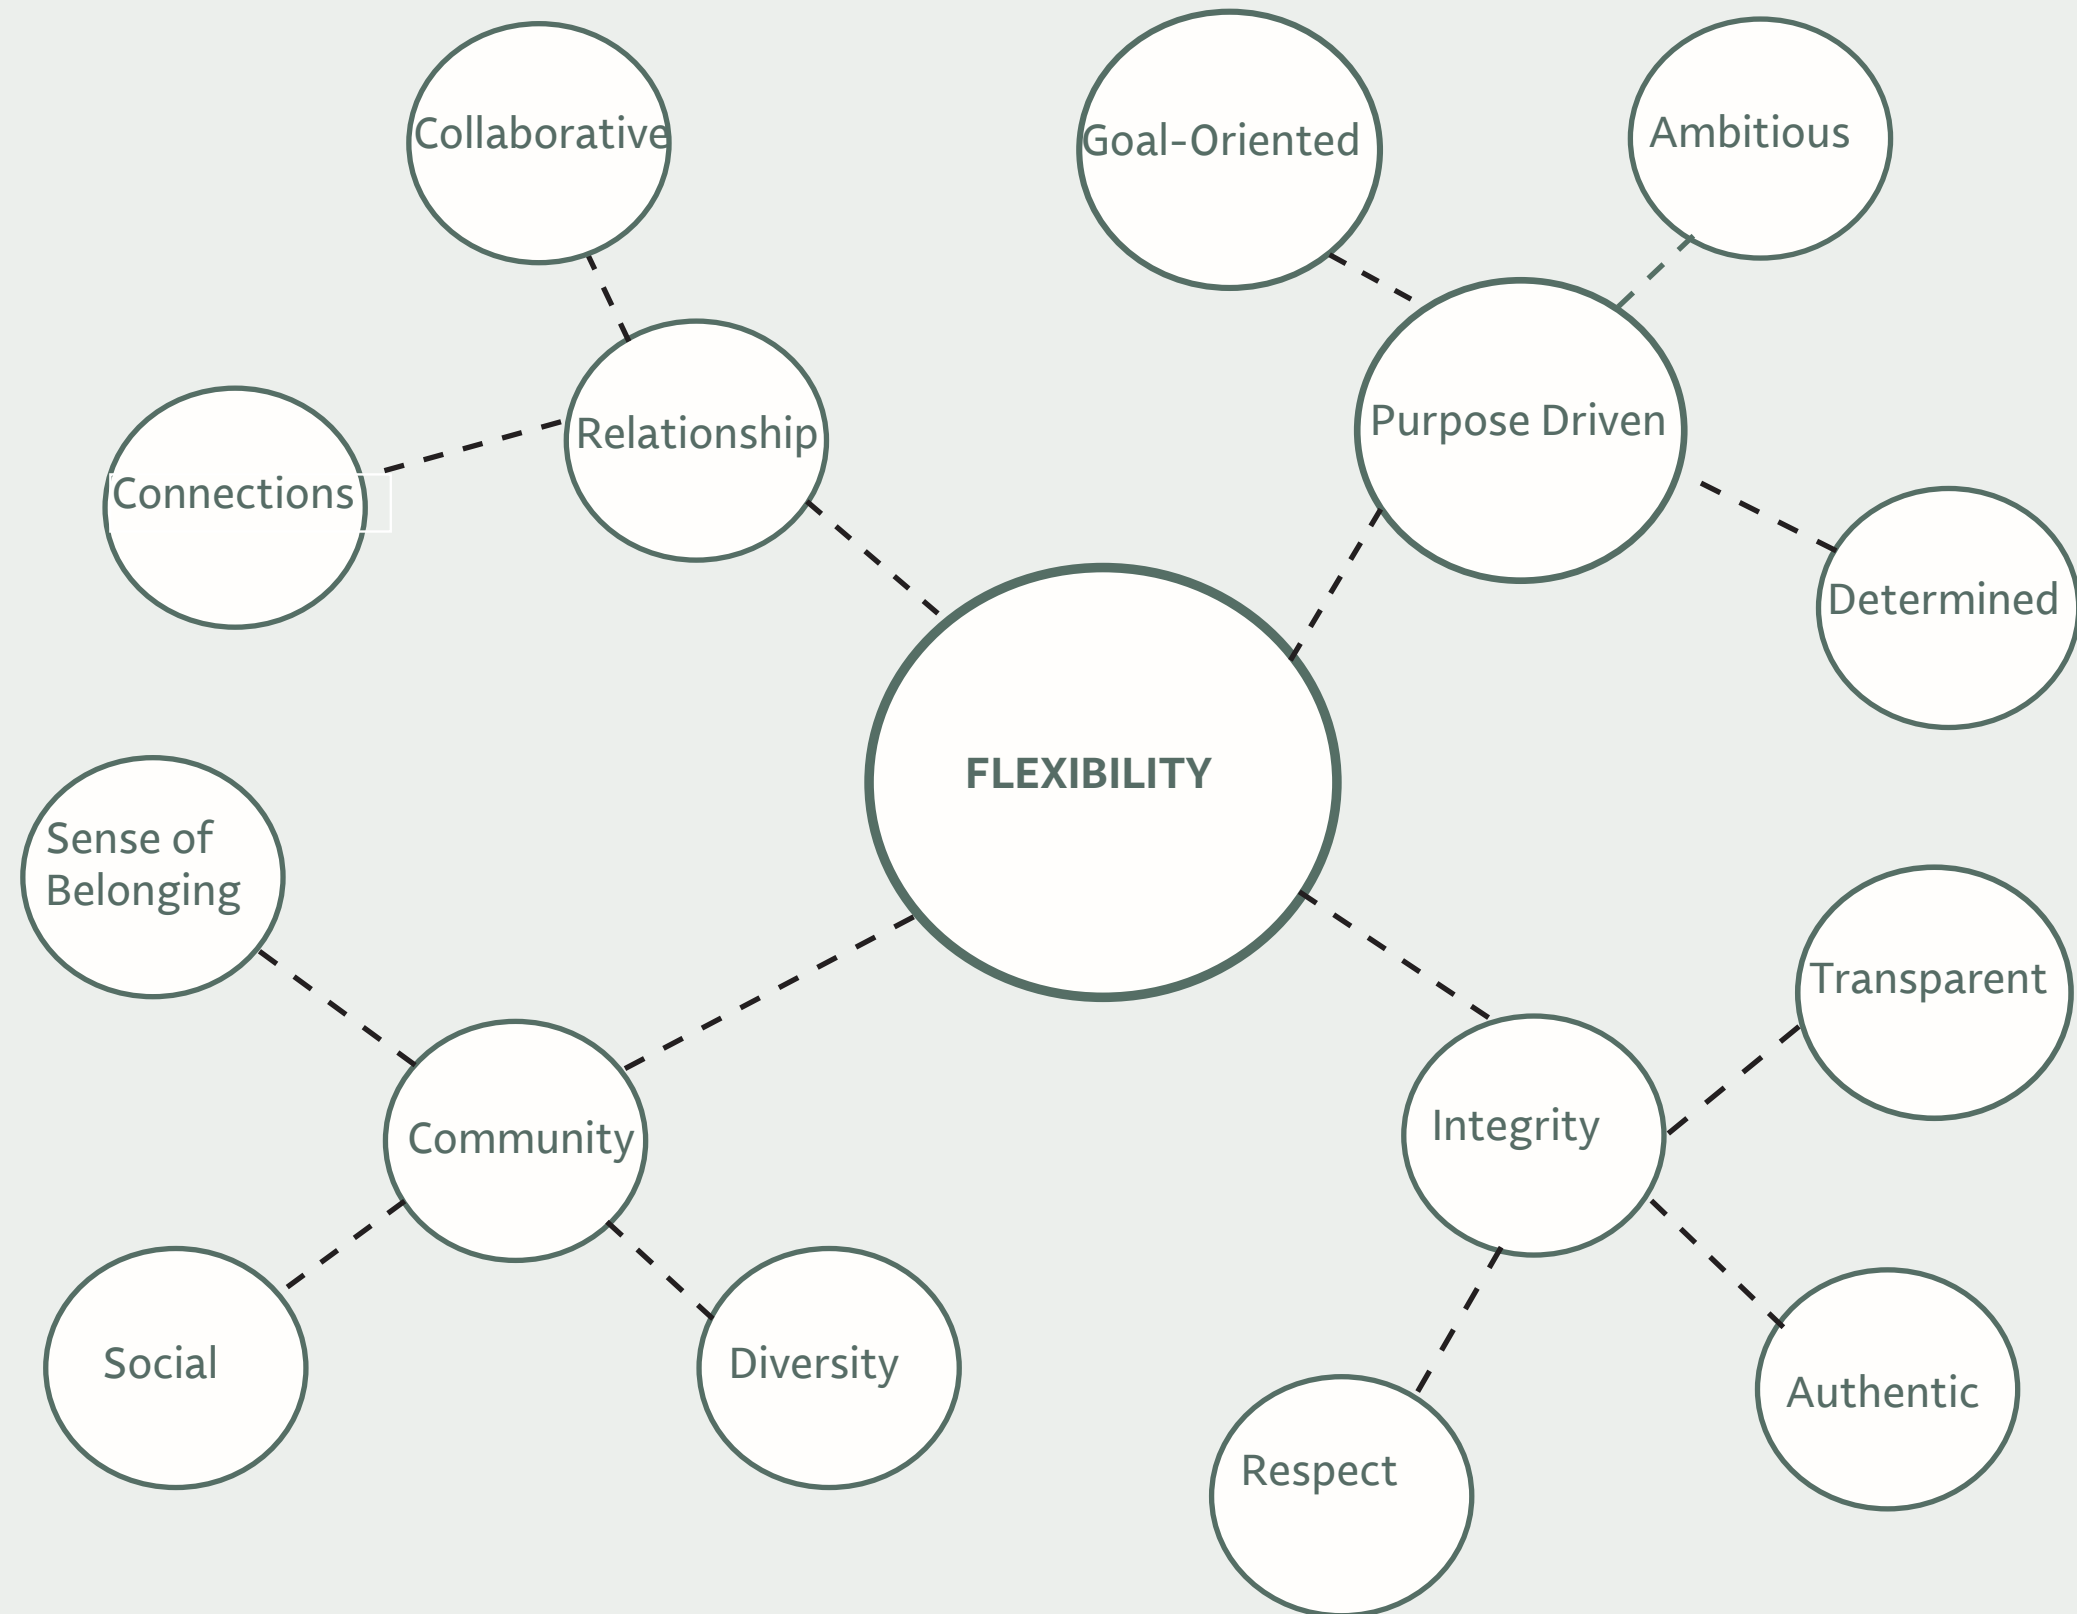 Collaborative
Goal-Oriented
Ambitious
Relationship
Purpose Driven
Connections
Determined
FLEXIBILITY
Sense of
Belonging
Transparent
Community
Integrity
Social
Diversity
Authentic
Respect